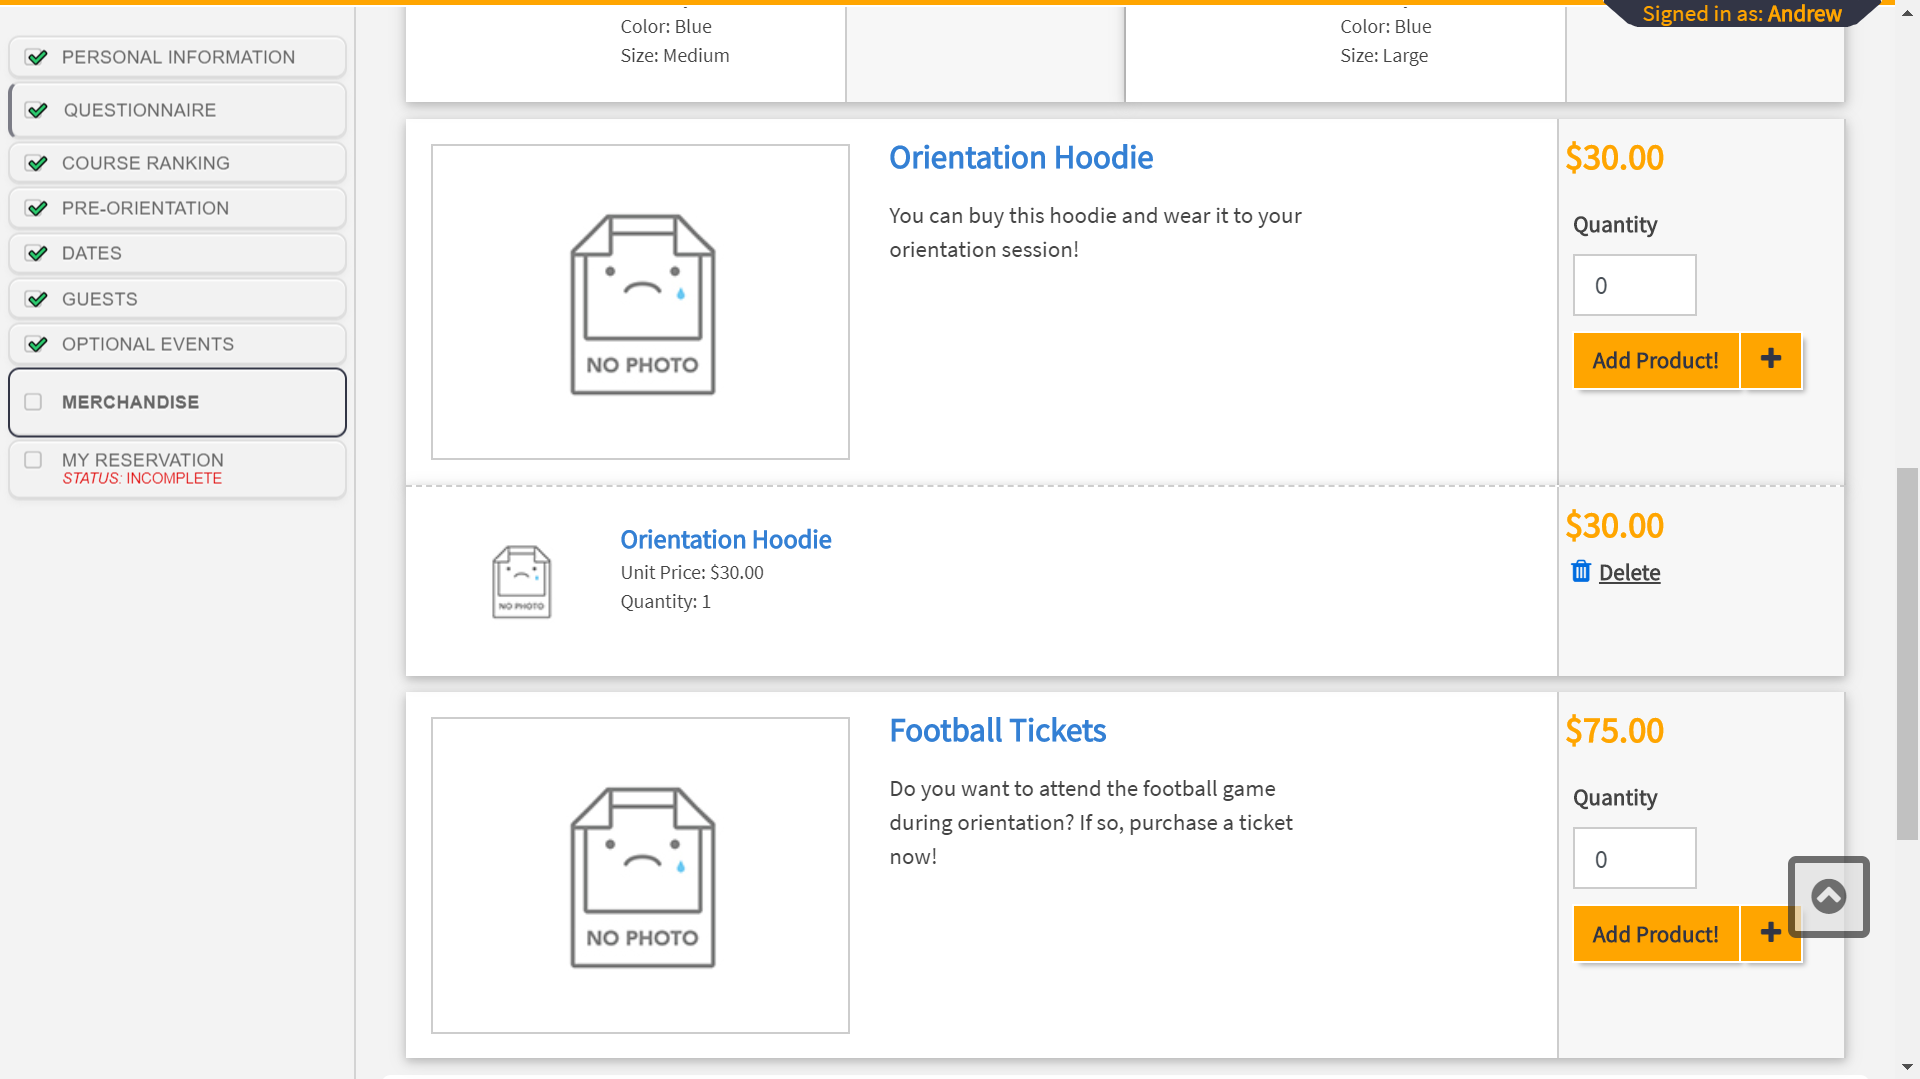 Signed in as: Andrew
PERSONAL INFORMATION
QUESTIONNAIRE
COURSE RANKING
PRE-ORIENTATION
DATES
GUESTS
OPTIONAL EVENTS
MERCHANDISE
MY RESERVATION
STATUS: INCOMPLETE
Color: Blue
Size: Medium
Color: Blue
Size: Large
NO PHOTO
Orientation Hoodie
You can buy this hoodie and wear it to your
orientation session!
$30.00
Quantity
0
Add Product!
NO PHOTO
Orientation Hoodie
Unit Price: $30.00
Quantity: 1
$30.00
Delete
NO PHOTO
Football Tickets
Do you want to attend the football game
during orientation? If so, purchase a ticket
now!
$75.00
Quantity
0
Add Product!